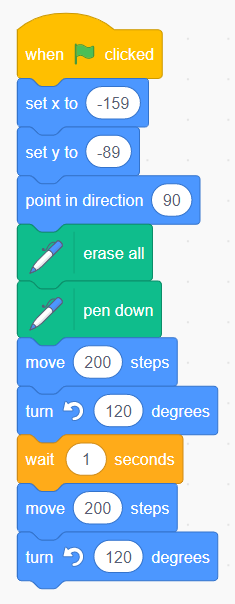 when clicked
set x to -159
set y to -89
point in direction 90
erase all
pen down
move 200 steps
turn 120 degrees
wait 1 seconds
move 200 steps
turn 120 degrees